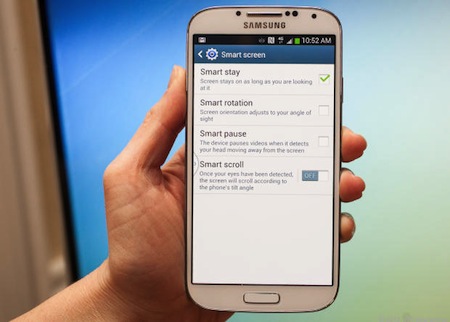 SAMSUNG
10:52 AM
Smart screen
Smart stay
Screen stays on as long as you are looking
at it
Smart rotation
Screen orientation adjusts to your angle of
sight
Smart pause
The device pauses videos when it detects
your head moving away from the screen
Smart scroll
Once your eyes have been detected,
the screen will scroll according to
the phone's tilt angle
OFF